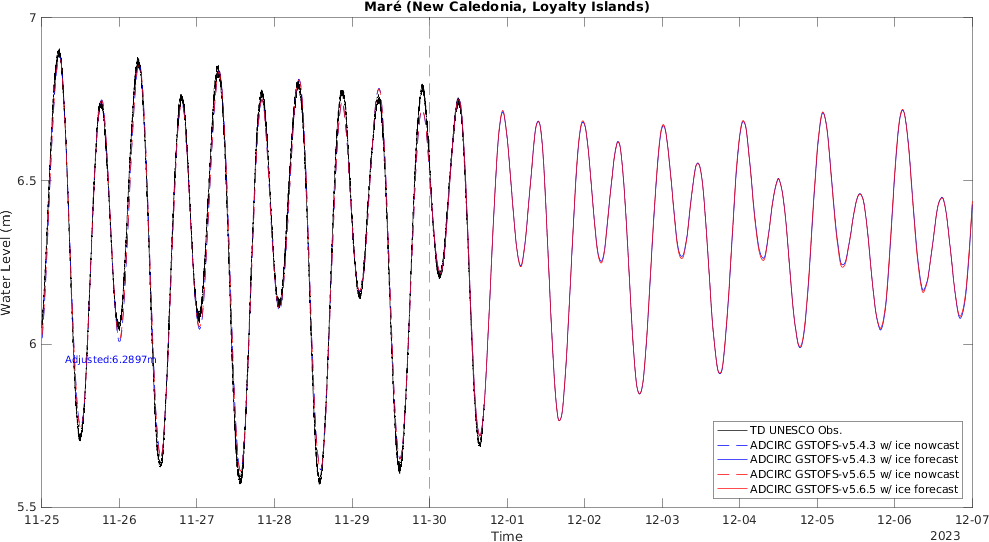 Maré (New Caledonia, Loyalty Islands)
7
6.5
6
5.5
Water Level (m)
Adjusted:6.2897m
TD UNESCO Obs.
ADCIRC GSTOFS-v5.4.3 w/ ice nowcast
ADCIRC GSTOFS-v5.4.3 w/ ice forecast
ADCIRC GSTOFS-v5.6.5 w/ ice nowcast
ADCIRC GSTOFS-v5.6.5 w/ ice forecast
11-25 11-26 11-27 11-28 11-29 11-30 12-01 12-02 12-03 12-04 12-05 12-06 12-07
Time
2023